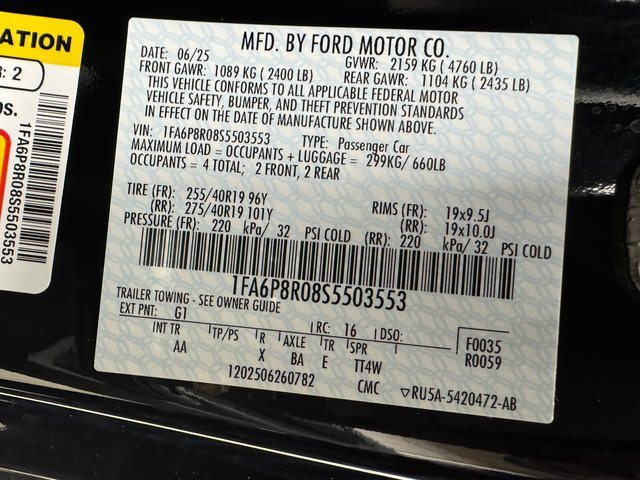 ATION
R: 2
os.
1FA6P8R08S5503553
MFD. BY FORD MOTOR CO.
DATE: 06/25
GVWR: 2159 KG ( 4760 LB)
FRONT GAWR: 1089 KG ( 2400 LB)
REAR GAWR: 1104 KG ( 2435 LB)
THIS VEHICLE CONFORMS TO ALL APPLICABLE FEDERAL MOTOR
VEHICLE SAFETY, BUMPER, AND THEFT PREVENTION STANDARDS
IN EFFECT ON THE DATE OF MANUFACTURE SHOWN ABOVE.
VIN: 1FA6P8R08S5503553 TYPE: Passenger Car
MAXIMUM LOAD = OCCUPANTS + LUGGAGE = 299KG/ 660LB
OCCUPANTS = 4 TOTAL; 2 FRONT, 2 REAR
TIRE (FR): 255/40R19 96Y RIMS (FR): 19x9.5J
(RR): 275/40R19 101Y (RR): 19x10.0J
PRESSURE (FR): 220 kPa/ 32 PSI COLD (RR): 220 kPa/ 32 PSI COLD
1FA6P8R08S5503553
TRAILER TOWING - SEE OWNER GUIDE
EXT PNT: G1 RC: 16 DSO: F0035
INT TR TP/PS R AXLE TR SPR R0059
AA X BA E TT4W
1202506260782 CMC ▽RU5A-5420472-AB